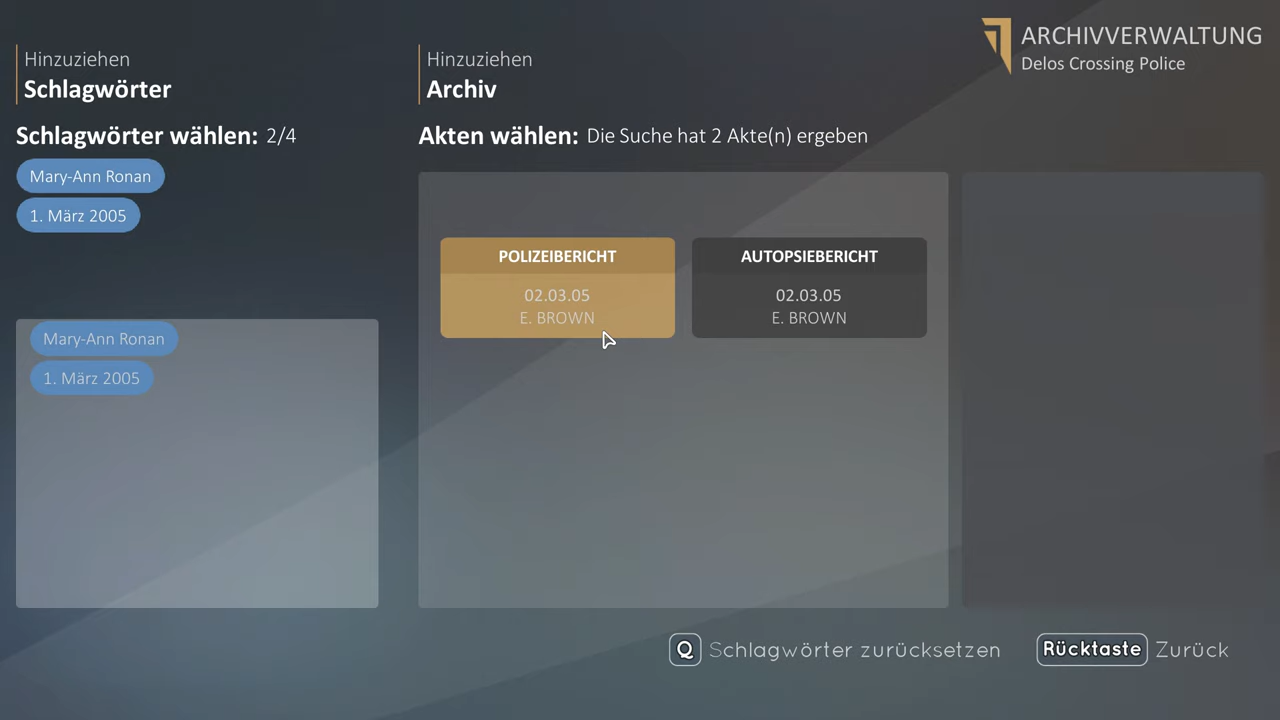 Hinzuziehen
Schlagwörter
Schlagwörter wählen: 2/4
Mary-Ann Ronan
1. März 2005
Mary-Ann Ronan
1. März 2005
Hinzuziehen
Archiv
Akten wählen: Die Suche hat 2 Akte(n) ergeben
POLIZEIBERICHT
02.03.05
E. BROWN
AUTOPSIEBERICHT
02.03.05
E. BROWN
ARCHIVVERWALTUNG
Delos Crossing Police
Q Schlagwörter zurücksetzen
Rücktaste Zurück